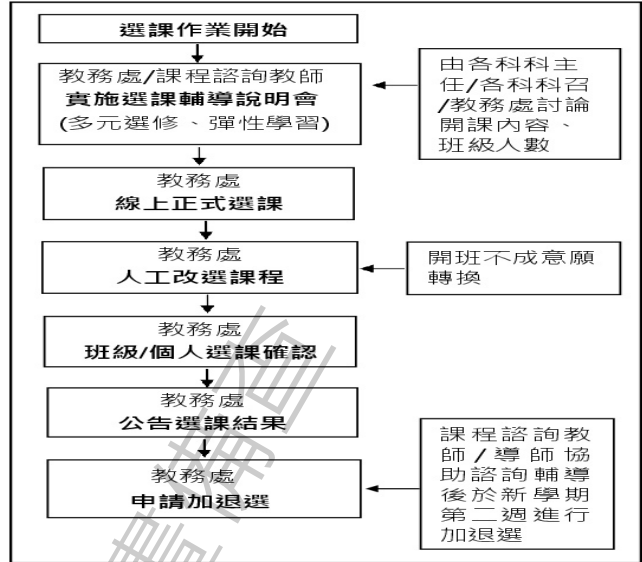 選課作業開始
教務處/課程諮詢教師
實施選課輔導說明會
(多元選修、彈性學習)
由各科科主
任/各科科召
/教務處討論
開課內容、
班級人數
教務處
線上正式選課
教務處
人工改選課程
開班不成意願
轉換
教務處
班級/個人選課確認
教務處
公告選課結果
教務處
申請加退選
課程諮詢教
師/導師協
助諮詢輔導
後於新學期
第二週進行
加退選
備查